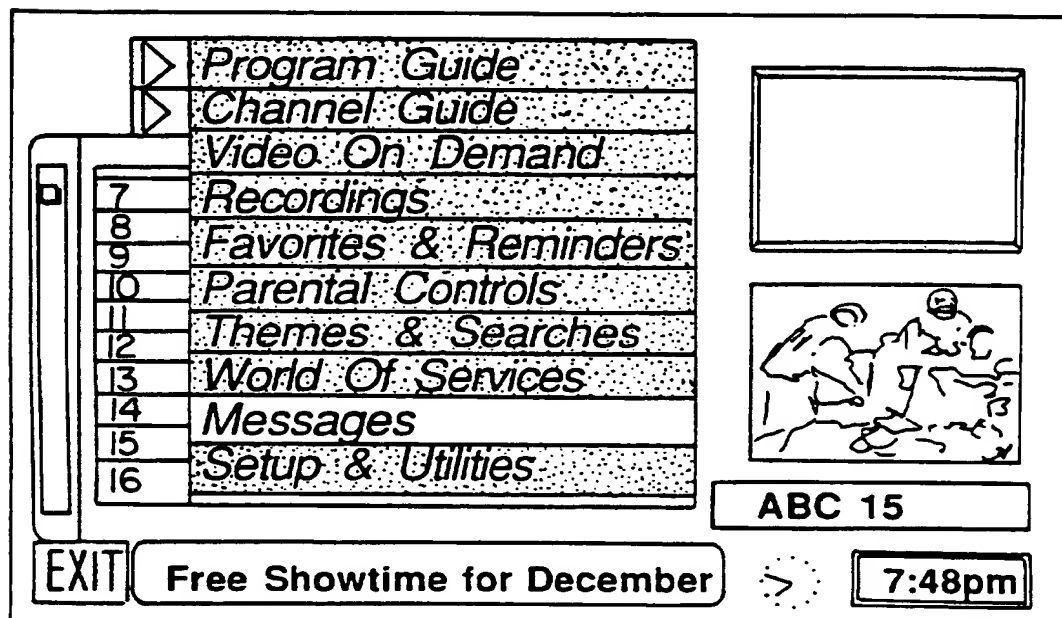 Program Guide
Channel Guide
Video On Demand
7 Recordings
8
9 Favorites & Reminders
10 Parental Controls
11
12 Themes & Searches
13 World Of Services
14 Messages
15
16 Setup & Utilities
ABC 15
EXIT Free Showtime for December 7:48pm